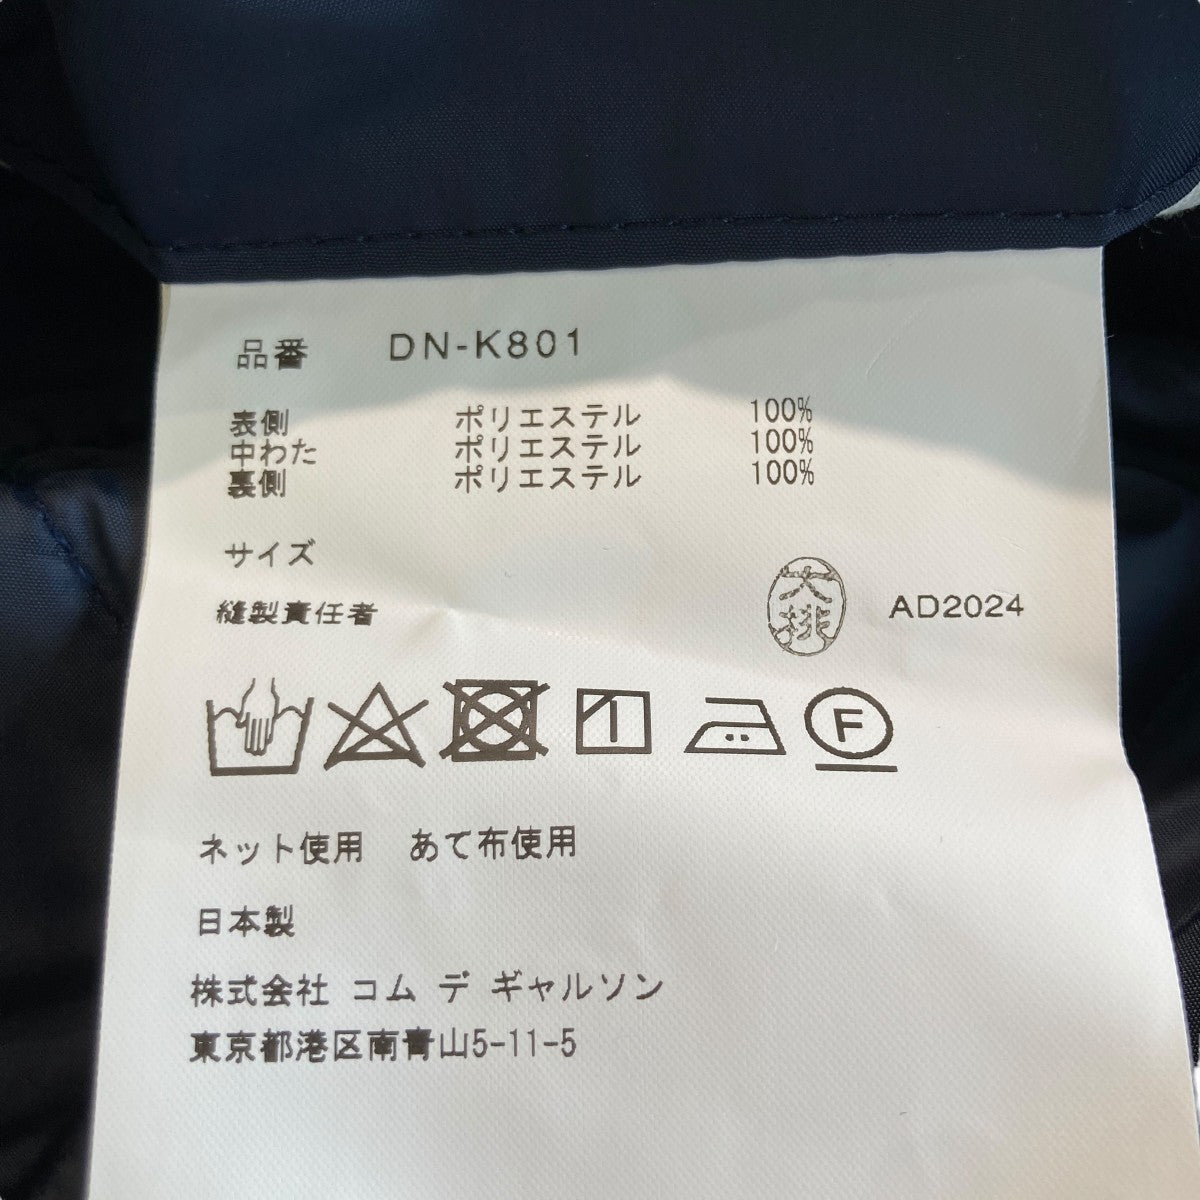 品番 DN-K801
表側 ポリエステル 100%
中わた ポリエステル 100%
裏側 ポリエステル 100%
サイズ
縫製責任者 大排 AD2024
F
ネット使用 あて布使用
日本製
株式会社 コム デ ギャルソン
東京都港区南青山5-11-5